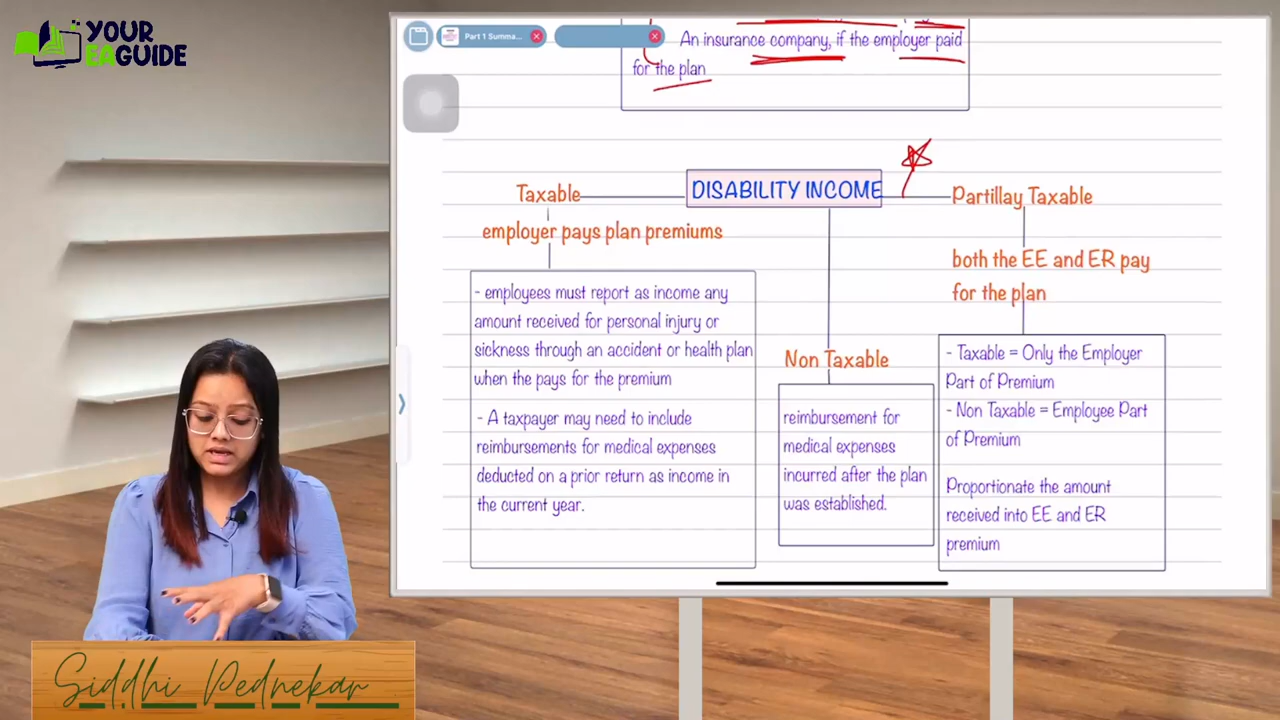 YOUR
EAGUIDE
Part 1 Summa...
An insurance company, if the employer paid
for the plan
DISABILITY INCOME
Taxable
employer pays plan premiums
- employees must report as income any
amount received for personal injury or
sickness through an accident or health plan
when the pays for the premium
- A taxpayer may need to include
reimbursements for medical expenses
deducted on a prior return as income in
the current year.
Non Taxable
reimbursement for
medical expenses
incurred after the plan
was established.
Partillay Taxable
both the EE and ER pay
for the plan
- Taxable = Only the Employer
Part of Premium
- Non Taxable = Employee Part
of Premium
Proportionate the amount
received into EE and ER
premium
Siddhi Pednekar